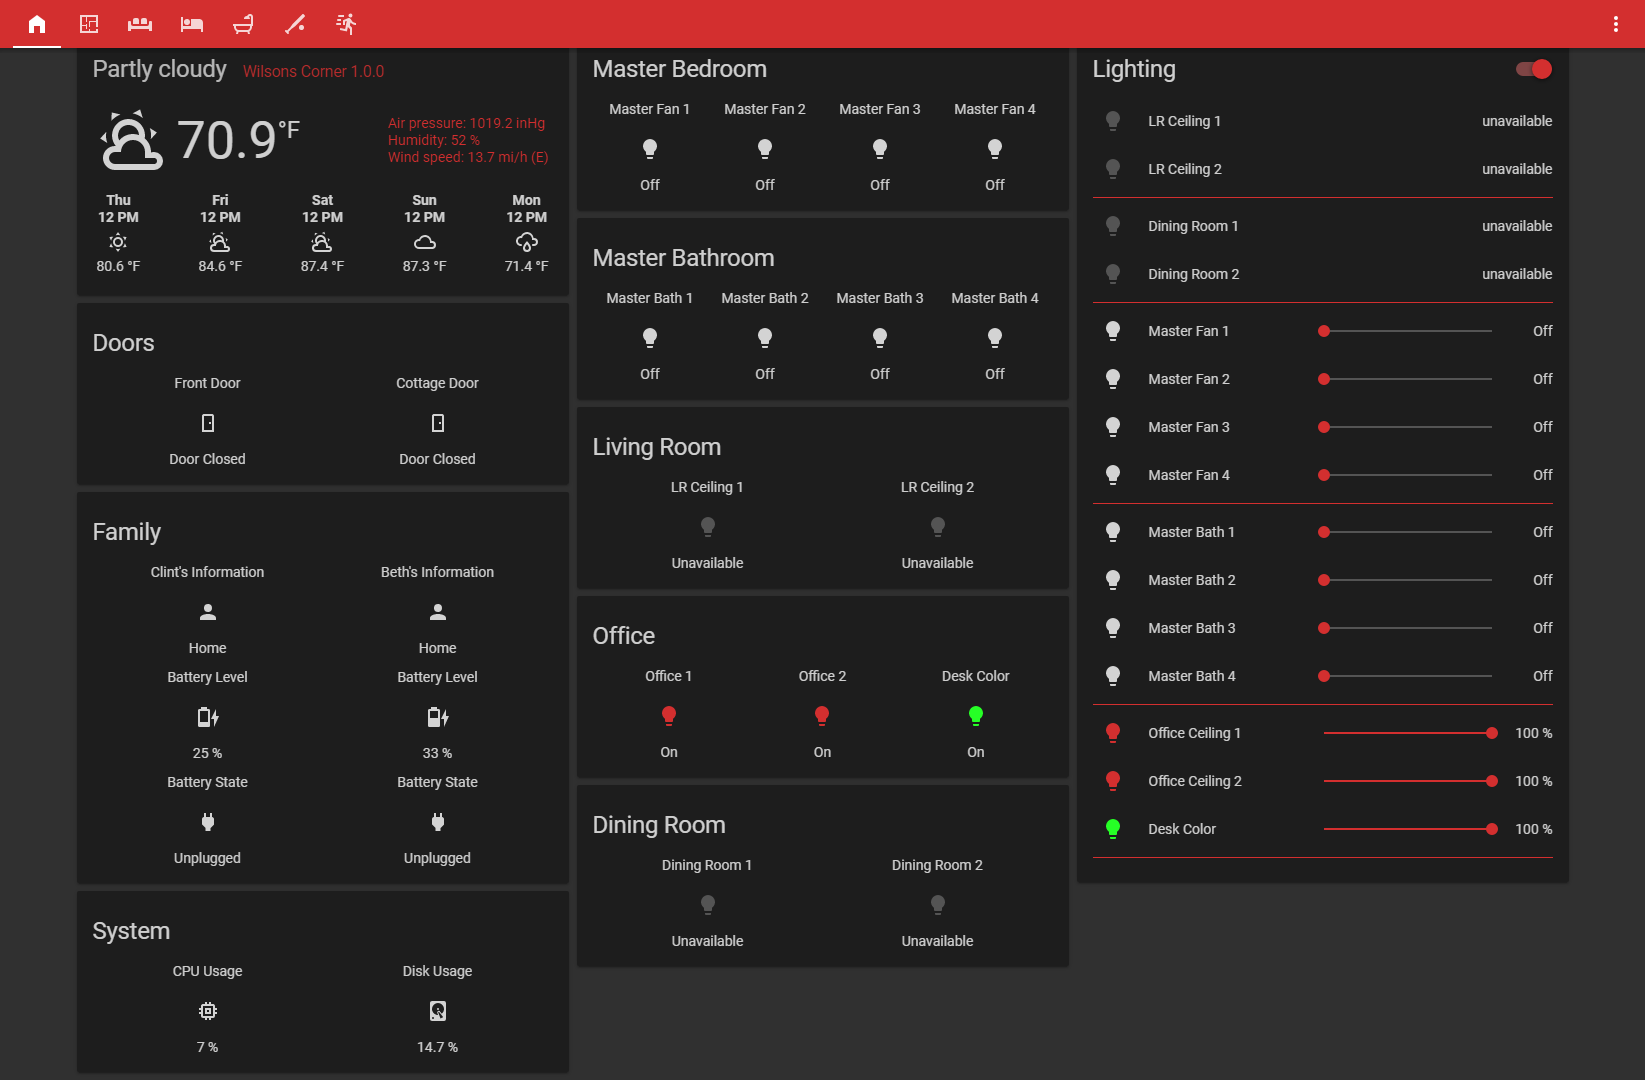 Partly cloudy Wilsons Corner 1.0.0
70.9 °F
Air pressure: 1019.2 inHg
Humidity: 52 %
Wind speed: 13.7 mi/h (E)
Thu Fri Sat Sun Mon
12 PM 12 PM 12 PM 12 PM 12 PM
80.6 °F 84.6 °F 87.4 °F 87.3 °F 71.4 °F
Doors
Front Door Cottage Door
Door Closed Door Closed
Family
Clint's Information Beth's Information
Home Home
Battery Level Battery Level
25 % 33 %
Battery State Battery State
Unplugged Unplugged
System
CPU Usage Disk Usage
7 % 14.7 %
Master Bedroom
Master Fan 1 Master Fan 2 Master Fan 3 Master Fan 4
Off Off Off Off
Master Bathroom
Master Bath 1 Master Bath 2 Master Bath 3 Master Bath 4
Off Off Off Off
Living Room
LR Ceiling 1 LR Ceiling 2
Unavailable Unavailable
Office
Office 1 Office 2 Desk Color
On On On
Dining Room
Dining Room 1 Dining Room 2
Unavailable Unavailable
Lighting
LR Ceiling 1 unavailable
LR Ceiling 2 unavailable
Dining Room 1 unavailable
Dining Room 2 unavailable
Master Fan 1 Off
Master Fan 2 Off
Master Fan 3 Off
Master Fan 4 Off
Master Bath 1 Off
Master Bath 2 Off
Master Bath 3 Off
Master Bath 4 Off
Office Ceiling 1 100 %
Office Ceiling 2 100 %
Desk Color 100 %